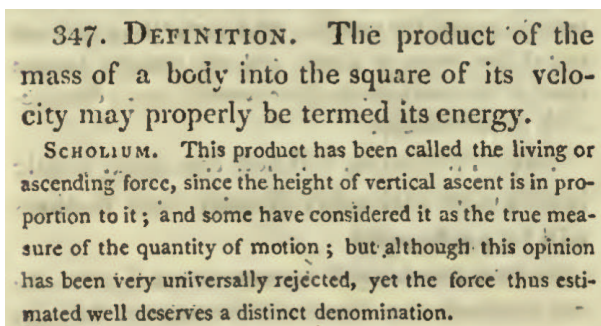 347. DEFINITION. The product of the
mass of a body into the square of its velo-
city may properly be termed its energy.
SCHOLIUM. This product has been called the living or
ascending force, since the height of vertical ascent is in pro-
portion to it; and some have considered it as the true mea-
sure of the quantity of motion; but although this opinion
has been very universally rejected, yet the force thus esti-
mated well deserves a distinct denomination.